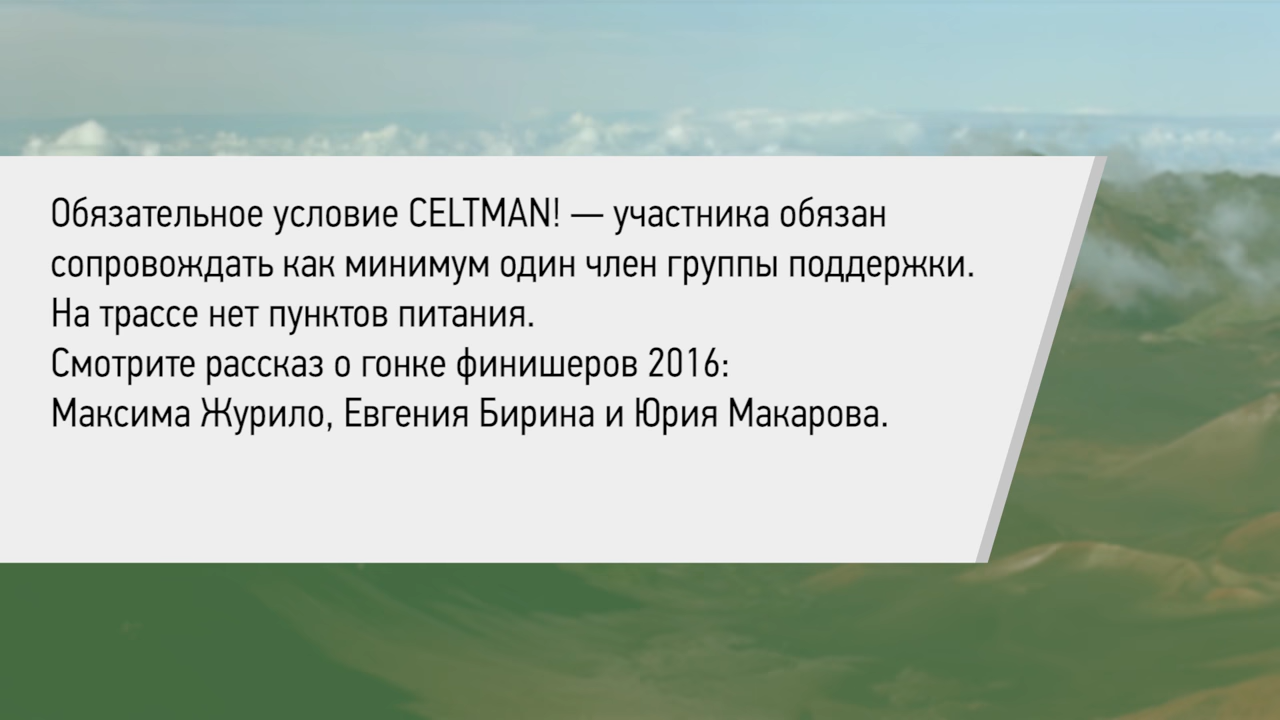 Обязательное условие CELTMAN! — участника обязан
сопровождать как минимум один член группы поддержки.
На трассе нет пунктов питания.
Смотрите рассказ о гонке финишеров 2016:
Максима Журило, Евгения Бирина и Юрия Макарова.